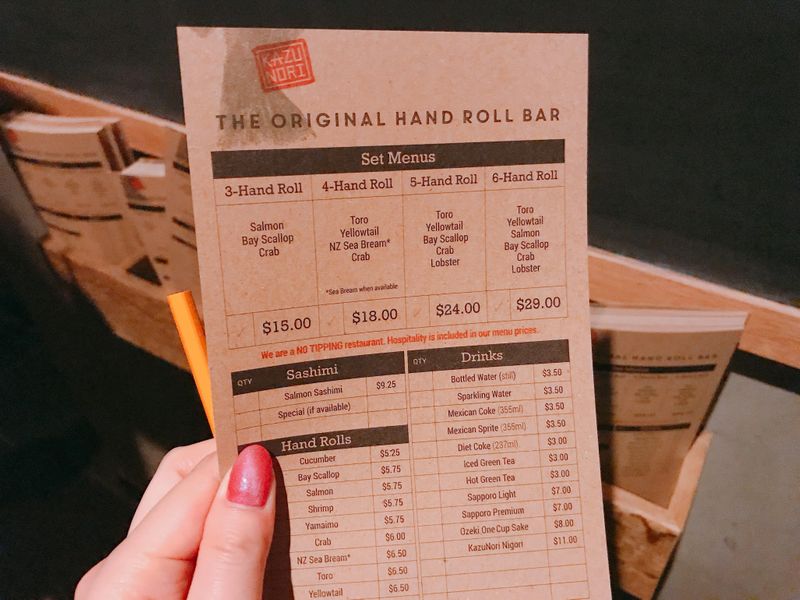 KAZU
NORI
THE ORIGINAL HAND ROLL BAR
Set Menus
3-Hand Roll
Salmon
Bay Scallop
Crab
$15.00
4-Hand Roll
Toro
Yellowtail
NZ Sea Bream*
Crab
*Sea Bream when available
$18.00
5-Hand Roll
Toro
Yellowtail
Bay Scallop
Crab
Lobster
$24.00
6-Hand Roll
Toro
Yellowtail
Salmon
Bay Scallop
Crab
Lobster
$29.00
We are a NO TIPPING restaurant. Hospitality is included in our menu prices.
QTY Sashimi
Salmon Sashimi $9.25
Special (if available)
Hand Rolls
Cucumber $5.25
Bay Scallop $5.75
Salmon $5.75
Shrimp $5.75
Yamaimo $5.75
Crab $6.00
NZ Sea Bream* $6.50
Toro $6.50
Yellowtail $6.50
QTY Drinks
Bottled Water (still) $3.50
Sparkling Water $3.50
Mexican Coke (355ml) $3.50
Mexican Sprite (355ml) $3.50
Diet Coke (237ml) $3.00
Iced Green Tea $3.00
Hot Green Tea $3.00
Sapporo Light $7.00
Sapporo Premium $7.00
Ozeki One Cup Sake $8.00
KazuNori Nigori $11.00
HAND ROLL BAR